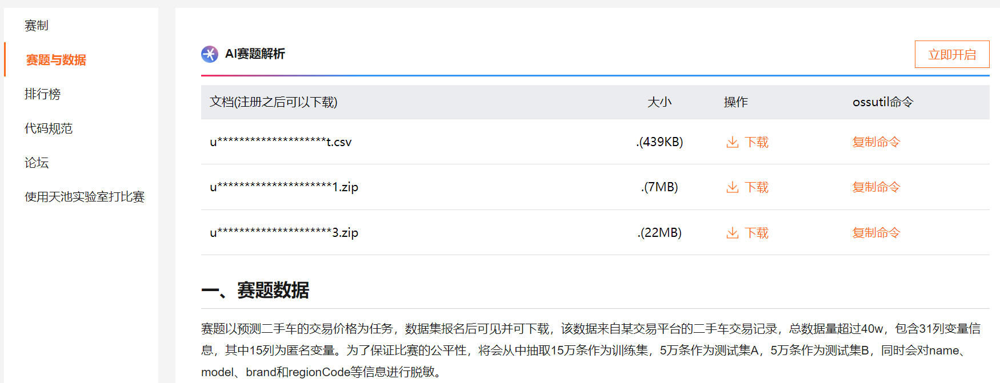 赛制
赛题与数据
排行榜
代码规范
论坛
使用天池实验室打比赛
AI赛题解析
立即开启
文档(注册之后可以下载) 大小 操作 ossutil命令
u********************t.csv .(439KB) 下载 复制命令
u*********************1.zip .(7MB) 下载 复制命令
u*********************3.zip .(22MB) 下载 复制命令
一、赛题数据
赛题以预测二手车的交易价格为任务，数据集报名后可见并可下载，该数据来自某交易平台的二手车交易记录，总数据量超过40w，包含31列变量信
息，其中15列为匿名变量。为了保证比赛的公平性，将会从中抽取15万条作为训练集，5万条作为测试集A，5万条作为测试集B，同时会对name、
model、brand和regionCode等信息进行脱敏。